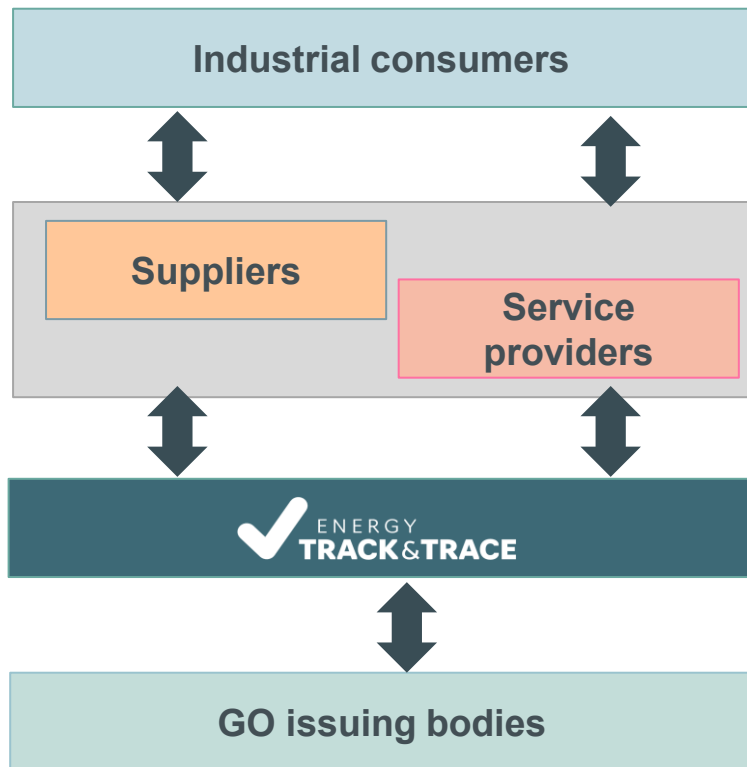 Industrial consumers
Suppliers
Service
providers
ENERGY
TRACK&TRACE
GO issuing bodies